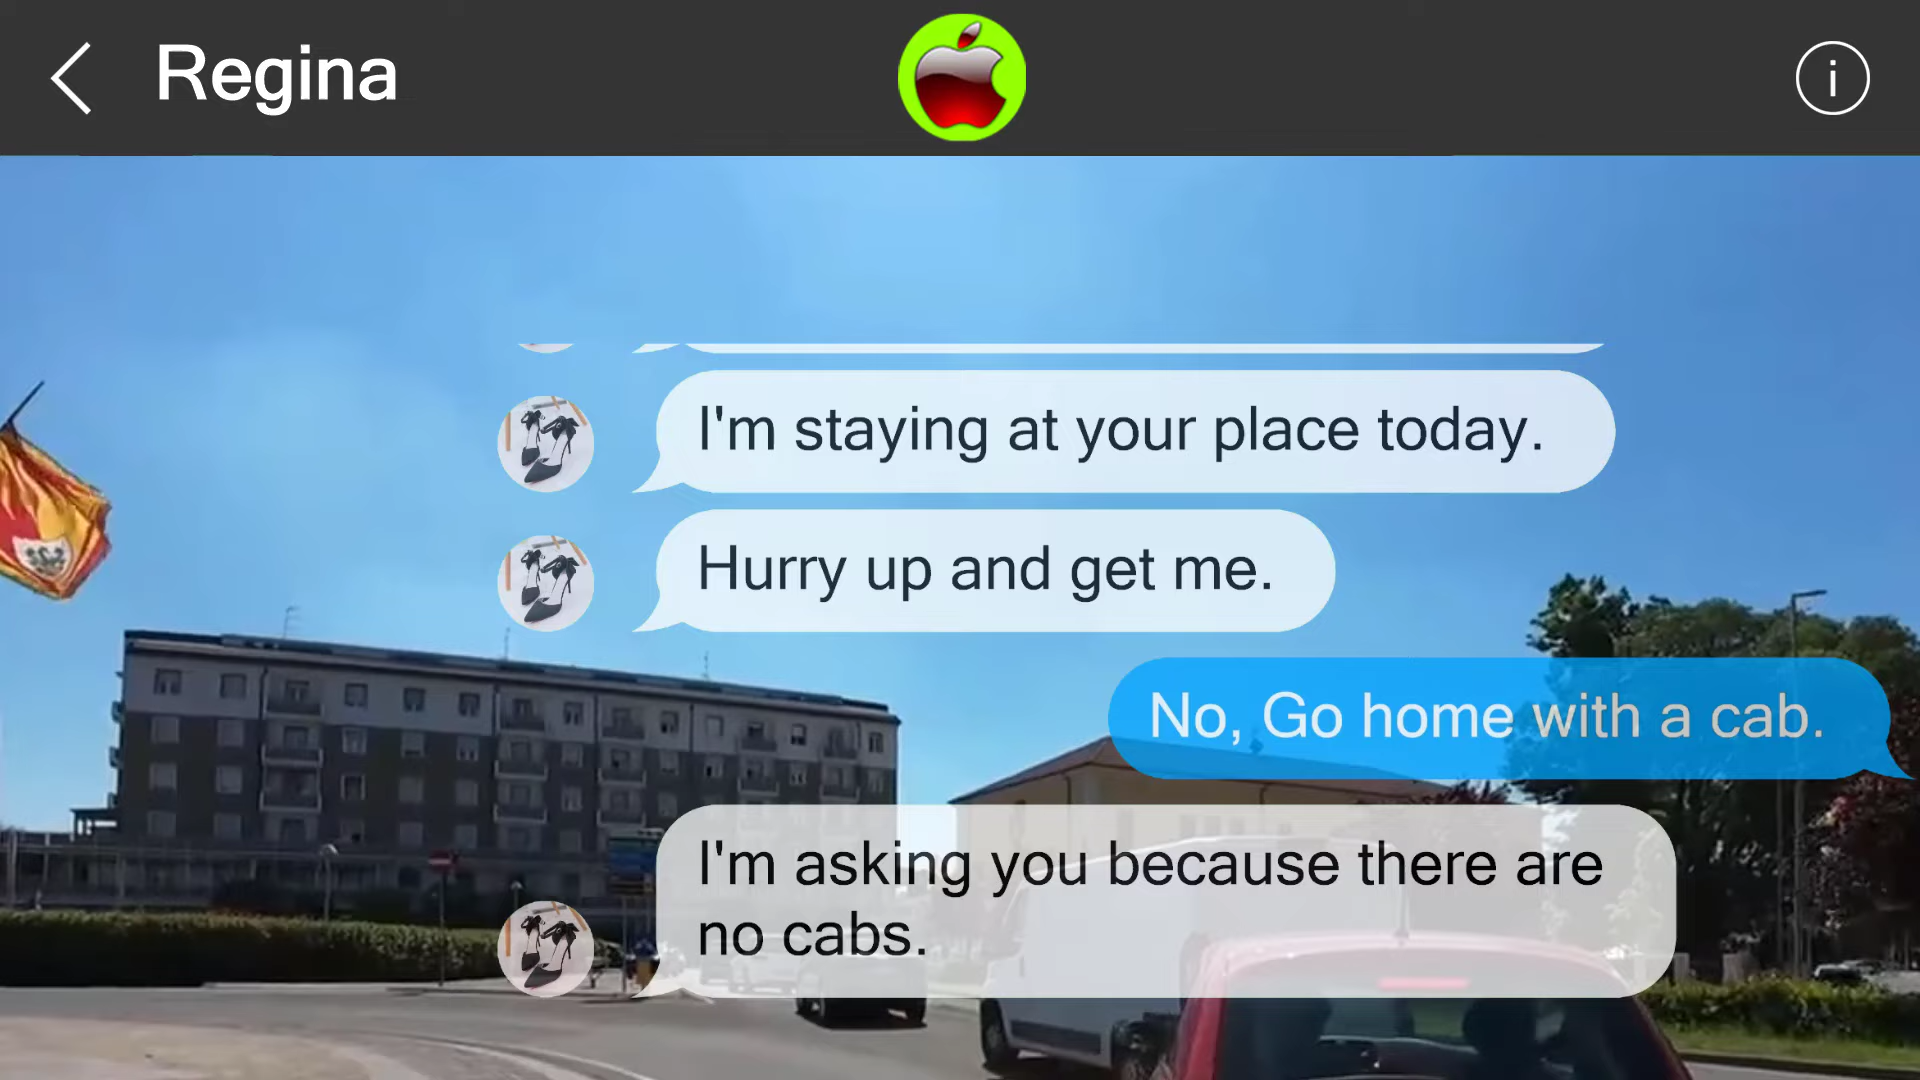 Regina
I'm staying at your place today.
Hurry up and get me.
No, Go home with a cab.
I'm asking you because there are
no cabs.